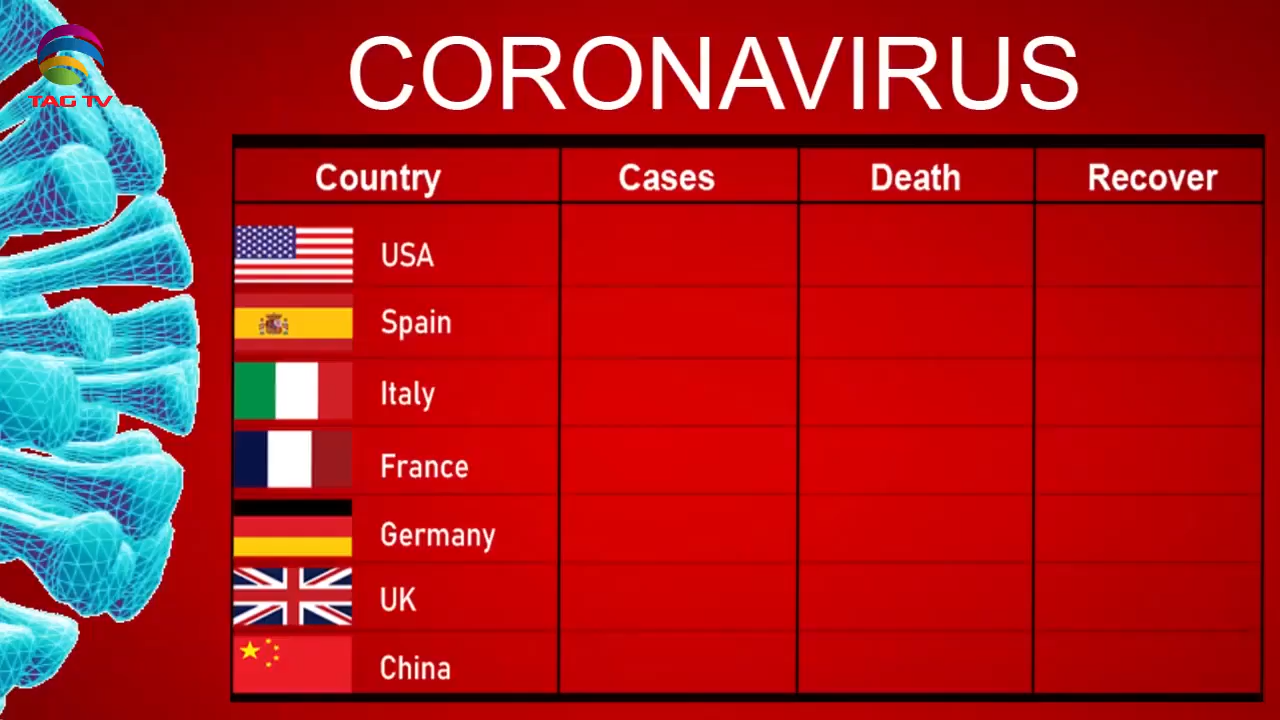 CORONAVIRUS
TAG TV
Country Cases Death Recover
USA
Spain
Italy
France
Germany
UK
China